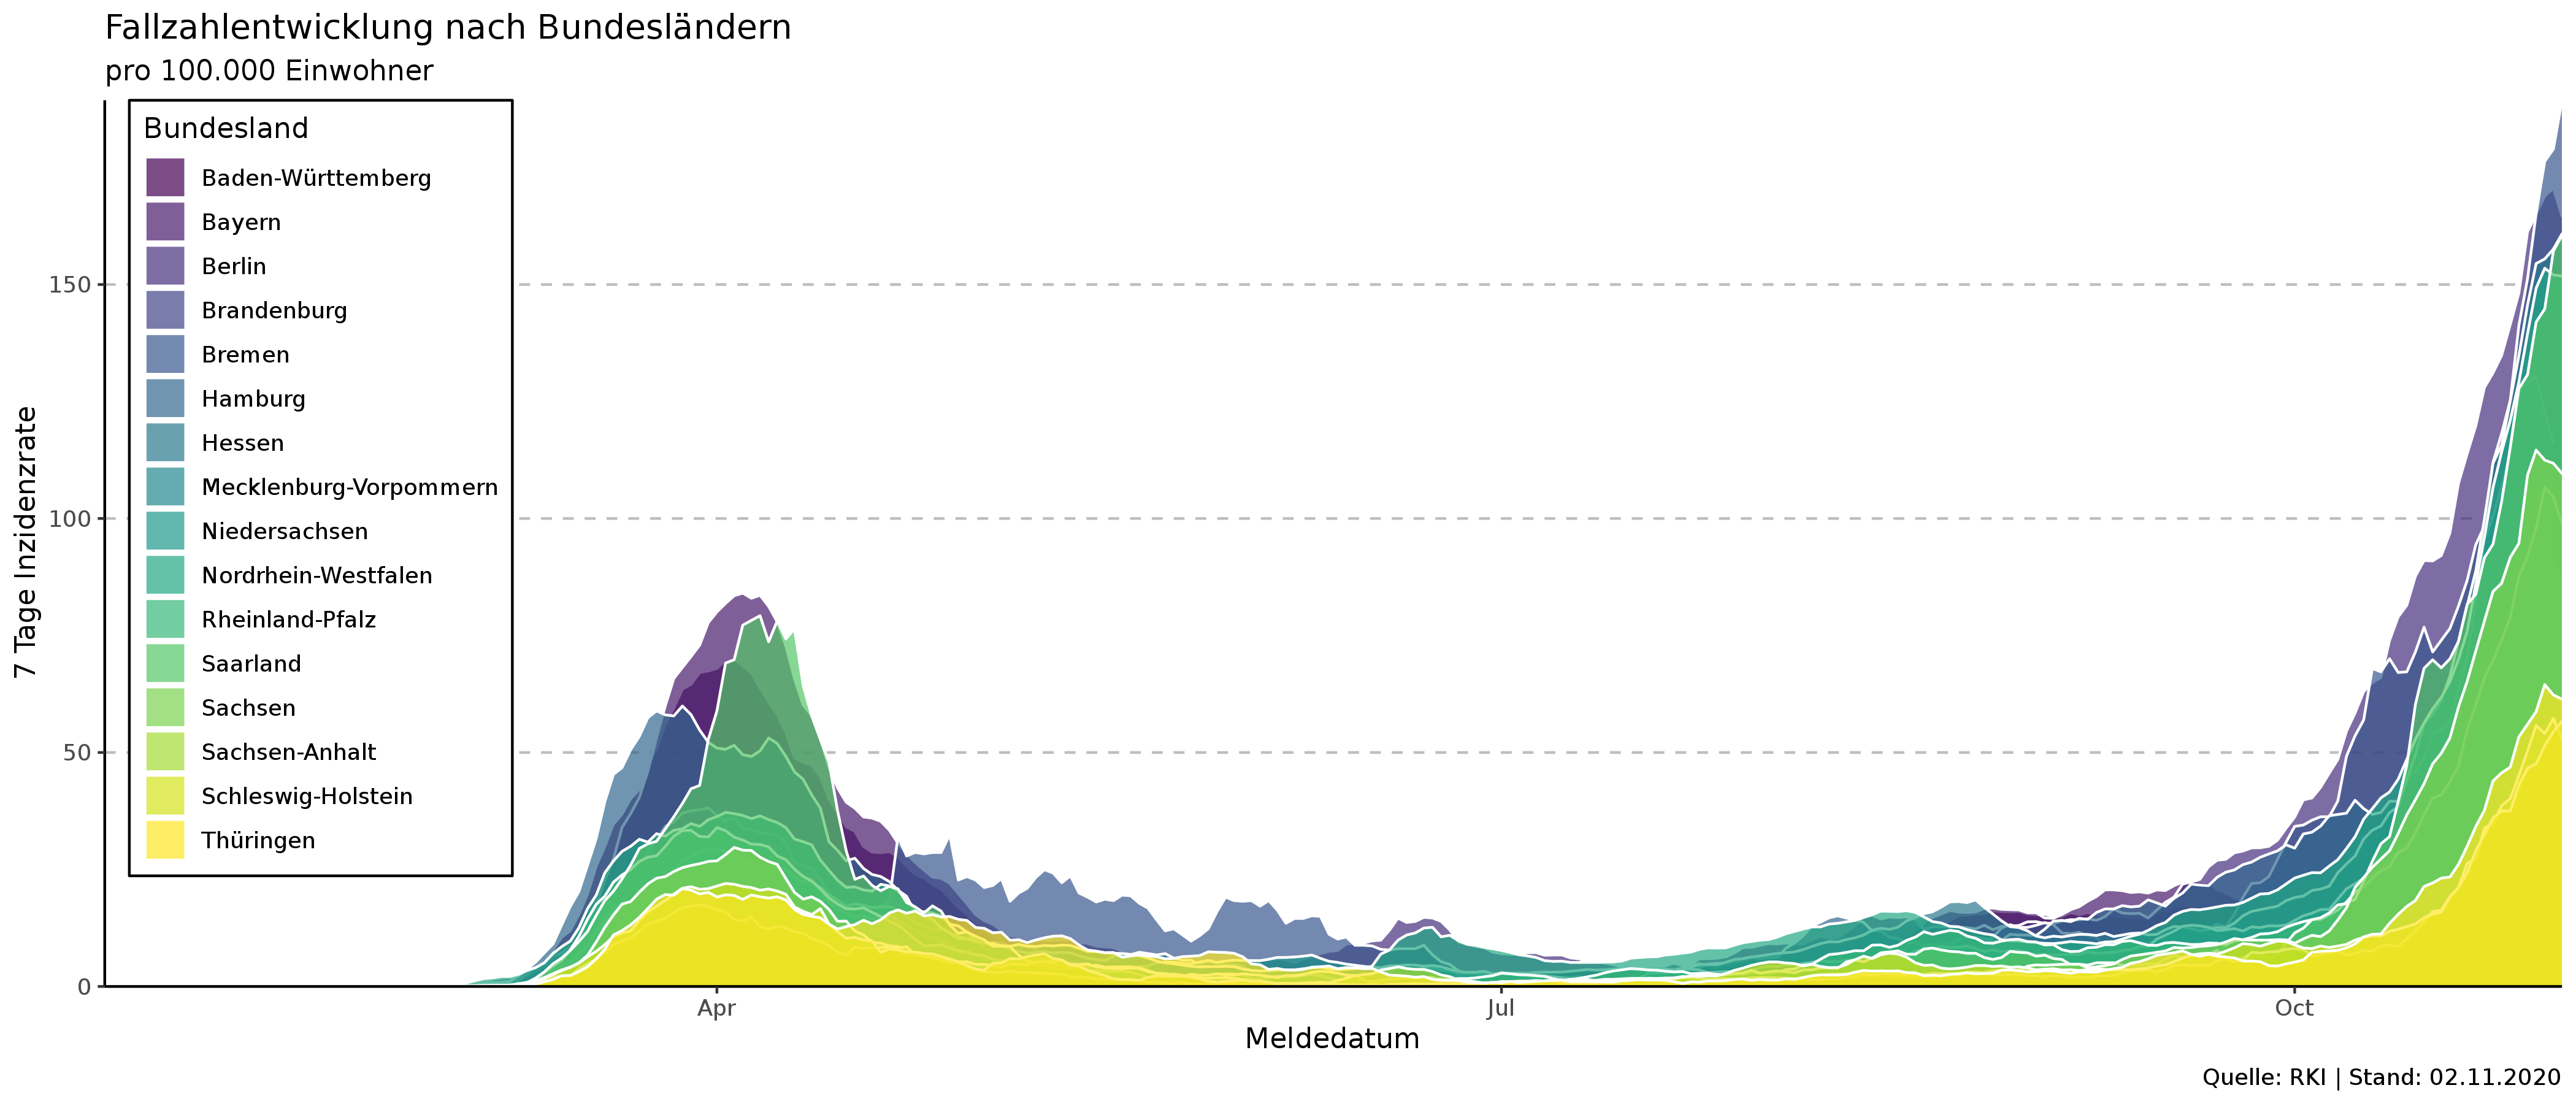 Fallzahlentwicklung nach Bundesländern
pro 100.000 Einwohner
Bundesland
Baden-Württemberg
Bayern
Berlin
Brandenburg
Bremen
Hamburg
Hessen
Mecklenburg-Vorpommern
Niedersachsen
Nordrhein-Westfalen
Rheinland-Pfalz
Saarland
Sachsen
Sachsen-Anhalt
Schleswig-Holstein
Thüringen
7 Tage Inzidenzrate
150
100
50
0
Apr
Jul
Oct
Meldedatum
Quelle: RKI | Stand: 02.11.2020